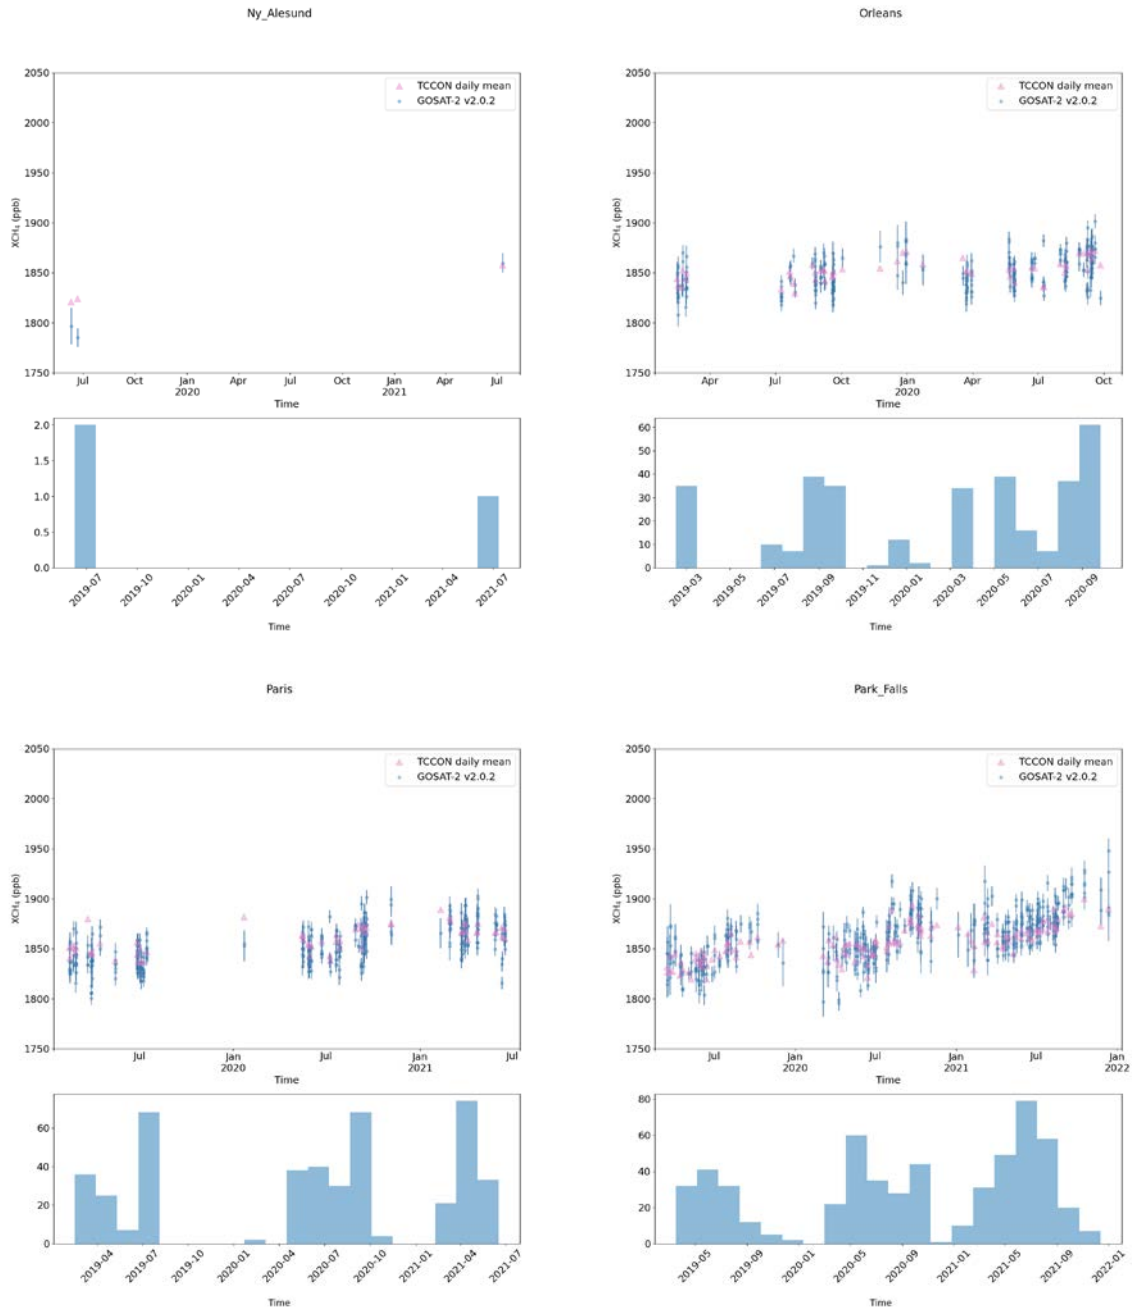 Ny_Alesund
2050
2000
1950
1900
1850
1800
1750
XCH₄ (ppb)
TCCON daily mean
GOSAT-2 v2.0.2
Jul Oct Jan Apr Jul Oct Jan Apr Jul
2020 2021
Time
2.0
1.5
1.0
0.5
0.0
2019-07 2019-10 2020-01 2020-04 2020-07 2020-10 2021-01 2021-04 2021-07
Time
Orleans
2050
2000
1950
1900
1850
1800
1750
XCH₄ (ppb)
TCCON daily mean
GOSAT-2 v2.0.2
Apr Jul Oct Jan Apr Jul Oct
2020
Time
60
50
40
30
20
10
0
2019-03 2019-05 2019-07 2019-09 2019-11 2020-01 2020-03 2020-05 2020-07 2020-09
Time
Paris
2050
2000
1950
1900
1850
1800
1750
XCH₄ (ppb)
TCCON daily mean
GOSAT-2 v2.0.2
Jul Jan Jul Jan Jul
2020 2021
Time
60
40
20
0
2019-04 2019-07 2019-10 2020-01 2020-04 2020-07 2020-10 2021-01 2021-04 2021-07
Time
Park_Falls
2050
2000
1950
1900
1850
1800
1750
XCH₄ (ppb)
TCCON daily mean
GOSAT-2 v2.0.2
Jul Jan Jul Jan Jul Jan
2020 2021 2022
Time
80
60
40
20
0
2019-05 2019-09 2020-01 2020-05 2020-09 2021-01 2021-05 2021-09 2022-01
Time